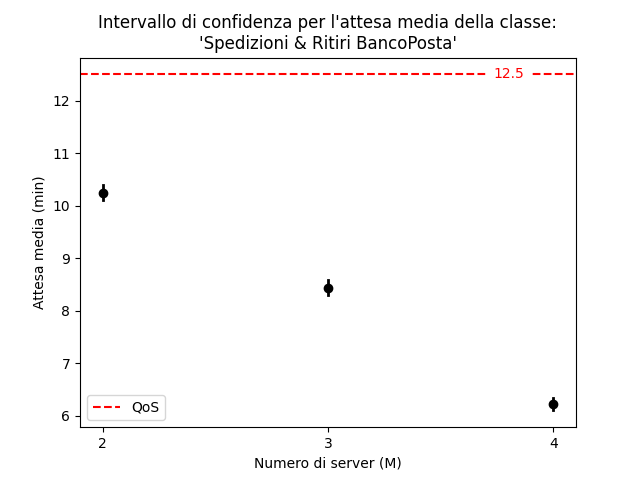 Intervallo di confidenza per l'attesa media della classe:
'Spedizioni & Ritiri BancoPosta'
12.5
12
11
10
9
8
7
6
Attesa media (min)
QoS
2
3
4
Numero di server (M)